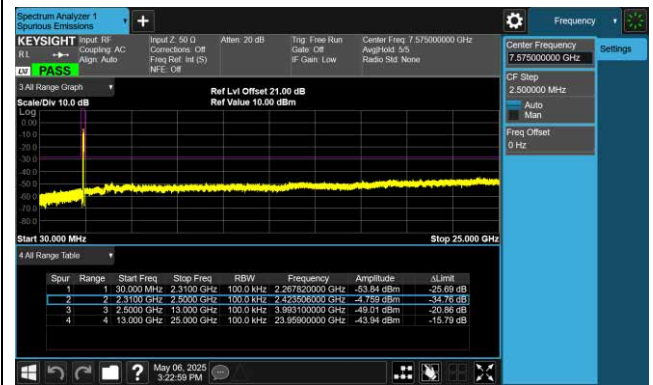 Spectrum Analyzer 1
Spurious Emissions
Frequency
KEYSIGHT
RL
Input: RF
Coupling: AC
Align: Auto
Input Z: 50 Ω
Corrections: Off
Freq Ref: Int (S)
NFE: Off
Atten: 20 dB
Trig: Free Run
Gate: Off
IF Gain: Low
Center Freq: 7.575000000 GHz
Avg|Hold: 5/5
Radio Std: None
PASS
3 All Range Graph
Ref Lvl Offset 21.00 dB
Scale/Div 10.0 dB
Ref Value 10.00 dBm
Log
0.00
-10.0
-20.0
-30.0
-40.0
-50.0
-60.0
-70.0
-80.0
Start 30.000 MHz
Stop 25.000 GHz
4 All Range Table
Spur Range Start Freq Stop Freq RBW Frequency Amplitude ΔLimit
1 1 30.000 MHz 2.3100 GHz 100.0 kHz 2.267820000 GHz -53.84 dBm -25.69 dB
2 2 2.3100 GHz 2.5000 GHz 100.0 kHz 2.423506000 GHz -4.759 dBm -34.76 dB
3 3 2.5000 GHz 13.000 GHz 100.0 kHz 3.993100000 GHz -49.01 dBm -20.86 dB
4 4 13.000 GHz 25.000 GHz 100.0 kHz 23.95900000 GHz -43.94 dBm -15.79 dB
May 06, 2025
3:22:59 PM
Center Frequency
7.575000000 GHz
Settings
CF Step
2.500000 MHz
Auto
Man
Freq Offset
0 Hz